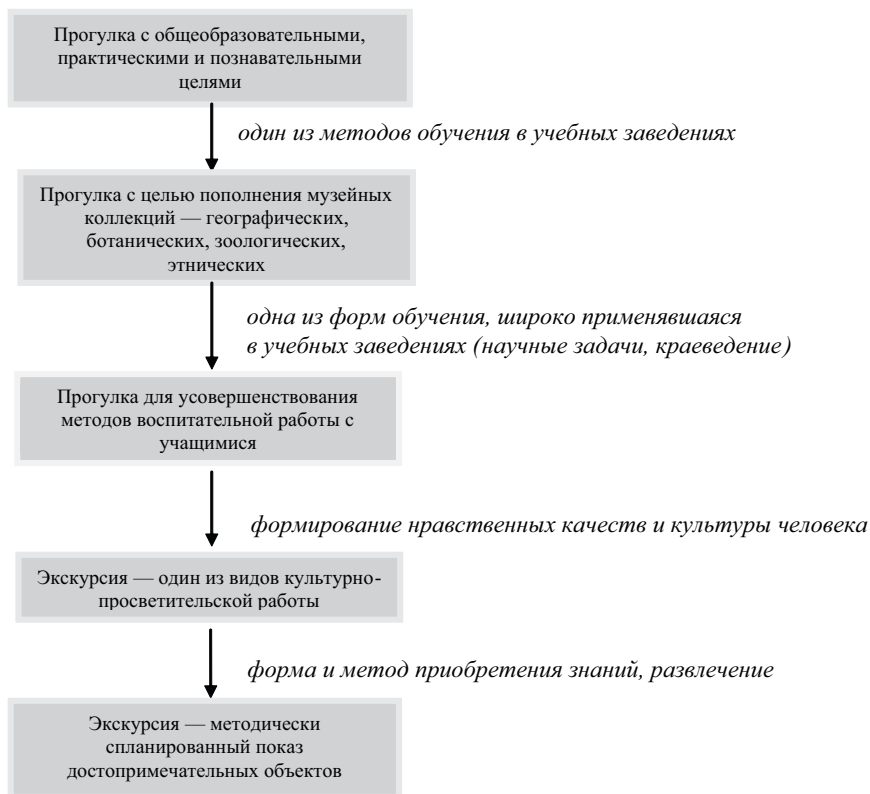 Прогулка с общеобразовательными,
практическими и познавательными
целями
один из методов обучения в учебных заведениях
Прогулка с целью пополнения музейных
коллекций — географических,
ботанических, зоологических,
этнических
одна из форм обучения, широко применявшаяся
в учебных заведениях (научные задачи, краеведение)
Прогулка для усовершенствования
методов воспитательной работы с
учащимися
формирование нравственных качеств и культуры человека
Экскурсия — один из видов культурно-
просветительской работы
форма и метод приобретения знаний, развлечение
Экскурсия — методически
спланированный показ
достопримечательных объектов